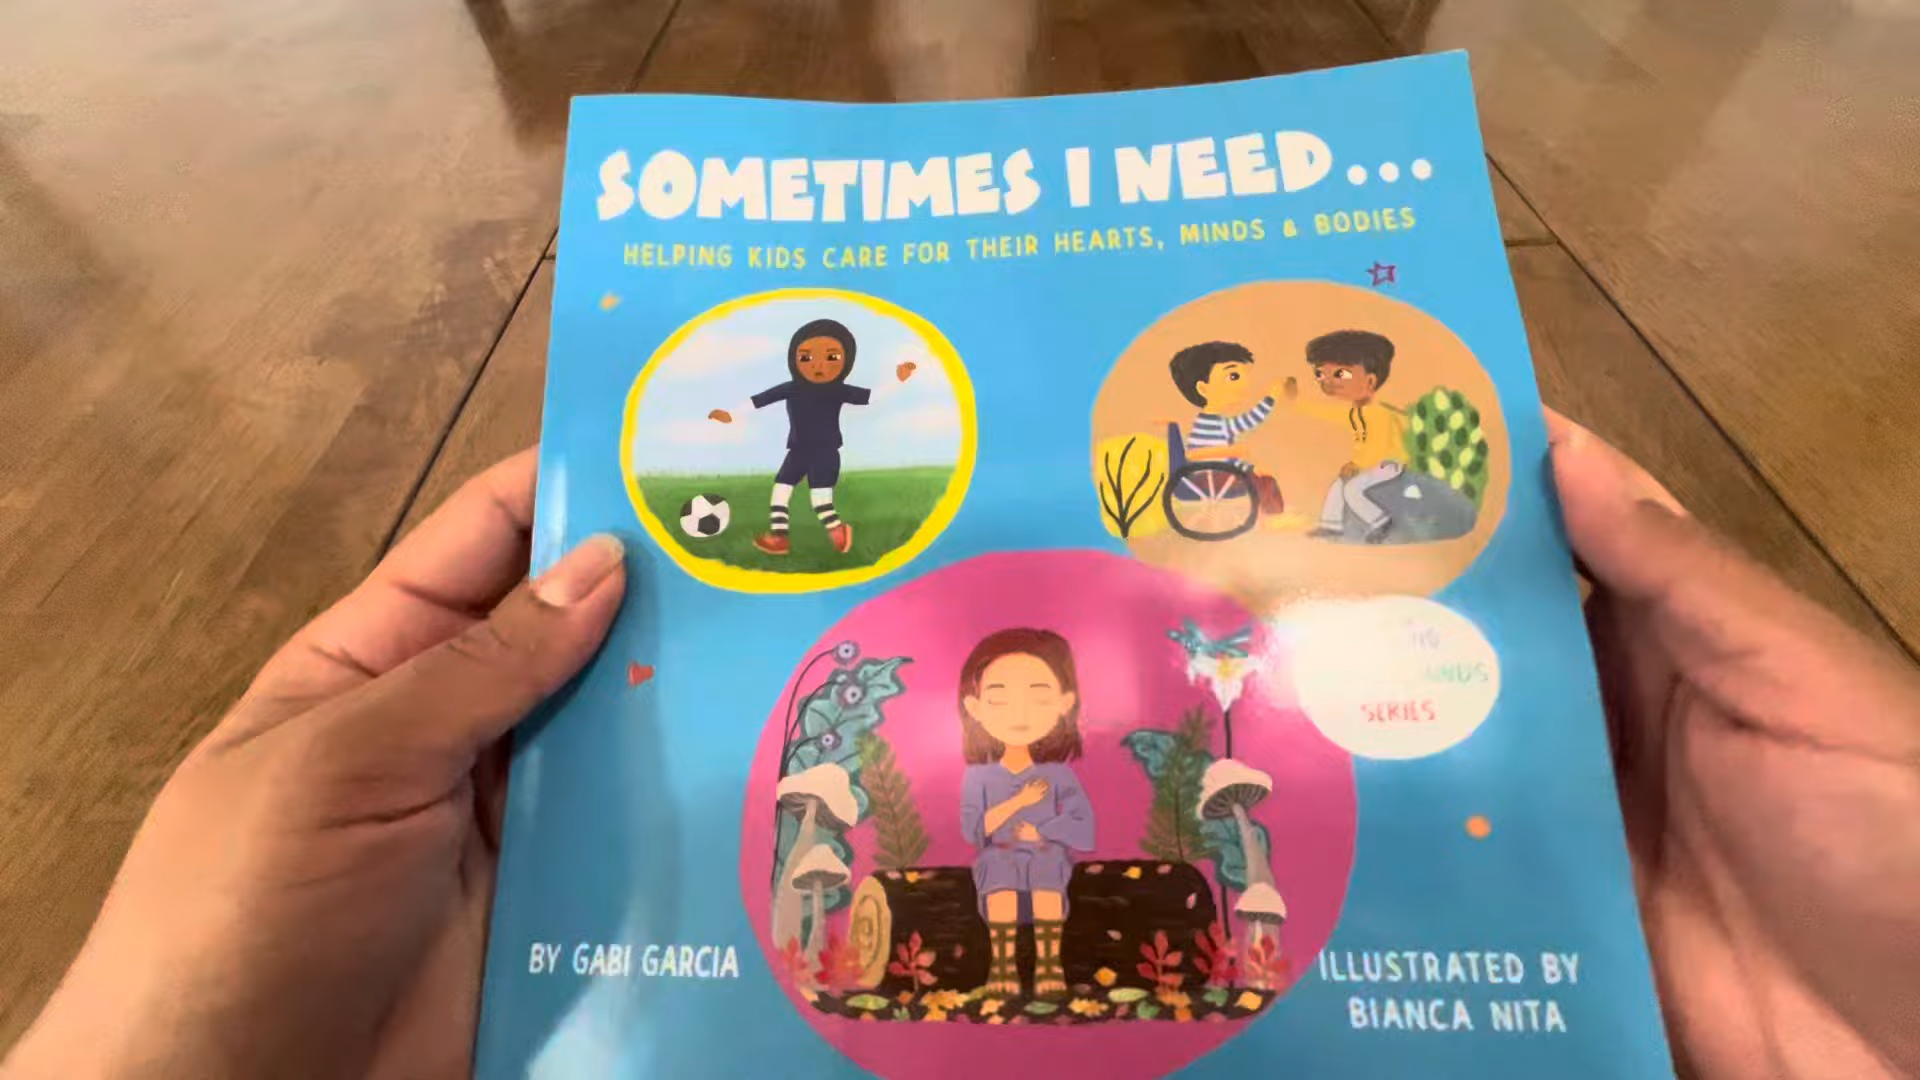 SOMETIMES I NEED...
HELPING KIDS CARE FOR THEIR HEARTS, MINDS & BODIES
SERIES
BY GABI GARCIA
ILLUSTRATED BY
BIANCA NITA